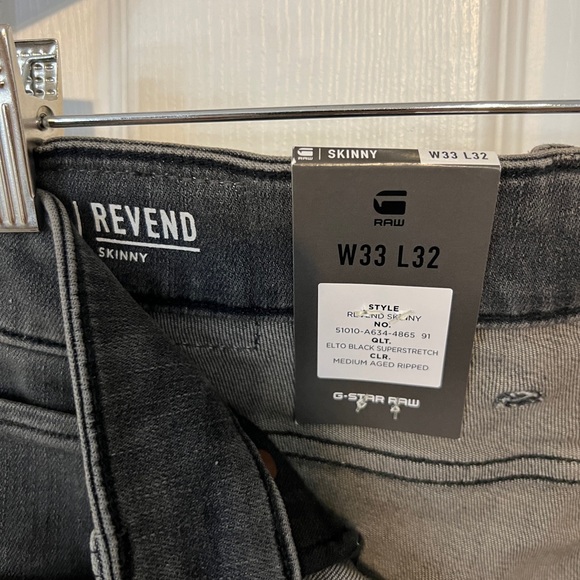 SKINNY W33 L32
RAW
W33 L32
REVEND
SKINNY
STYLE
REVEND SKINNY
NO.
51010-A634-4865 91
QLT.
ELTO BLACK SUPERSTRETCH
CLR.
MEDIUM AGED RIPPED
G-STAR RAW